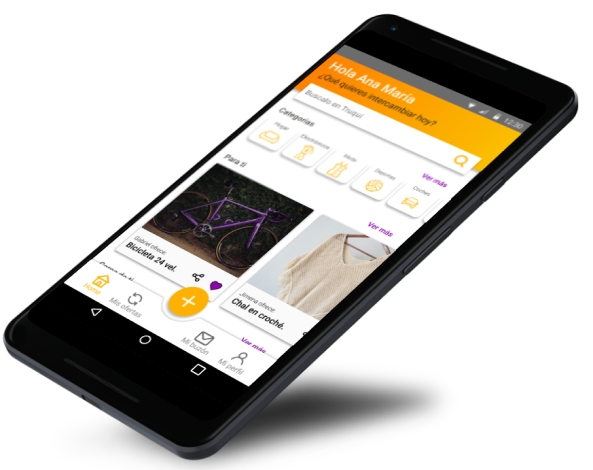 12:30
Hola Ana María
¿Qué quieres intercambiar hoy?
Buscalo en Truqui
Categorías
Hogar
Electrónicos
Moda
Deportes
Coches
Ver más
Para ti
Ver más
Gabriel ofrece:
Bicicleta 24 vel.
Jimena ofrece:
Chal en croché.
Ver más
Home
Mis ofertas
Mi buzón
Mi perfil